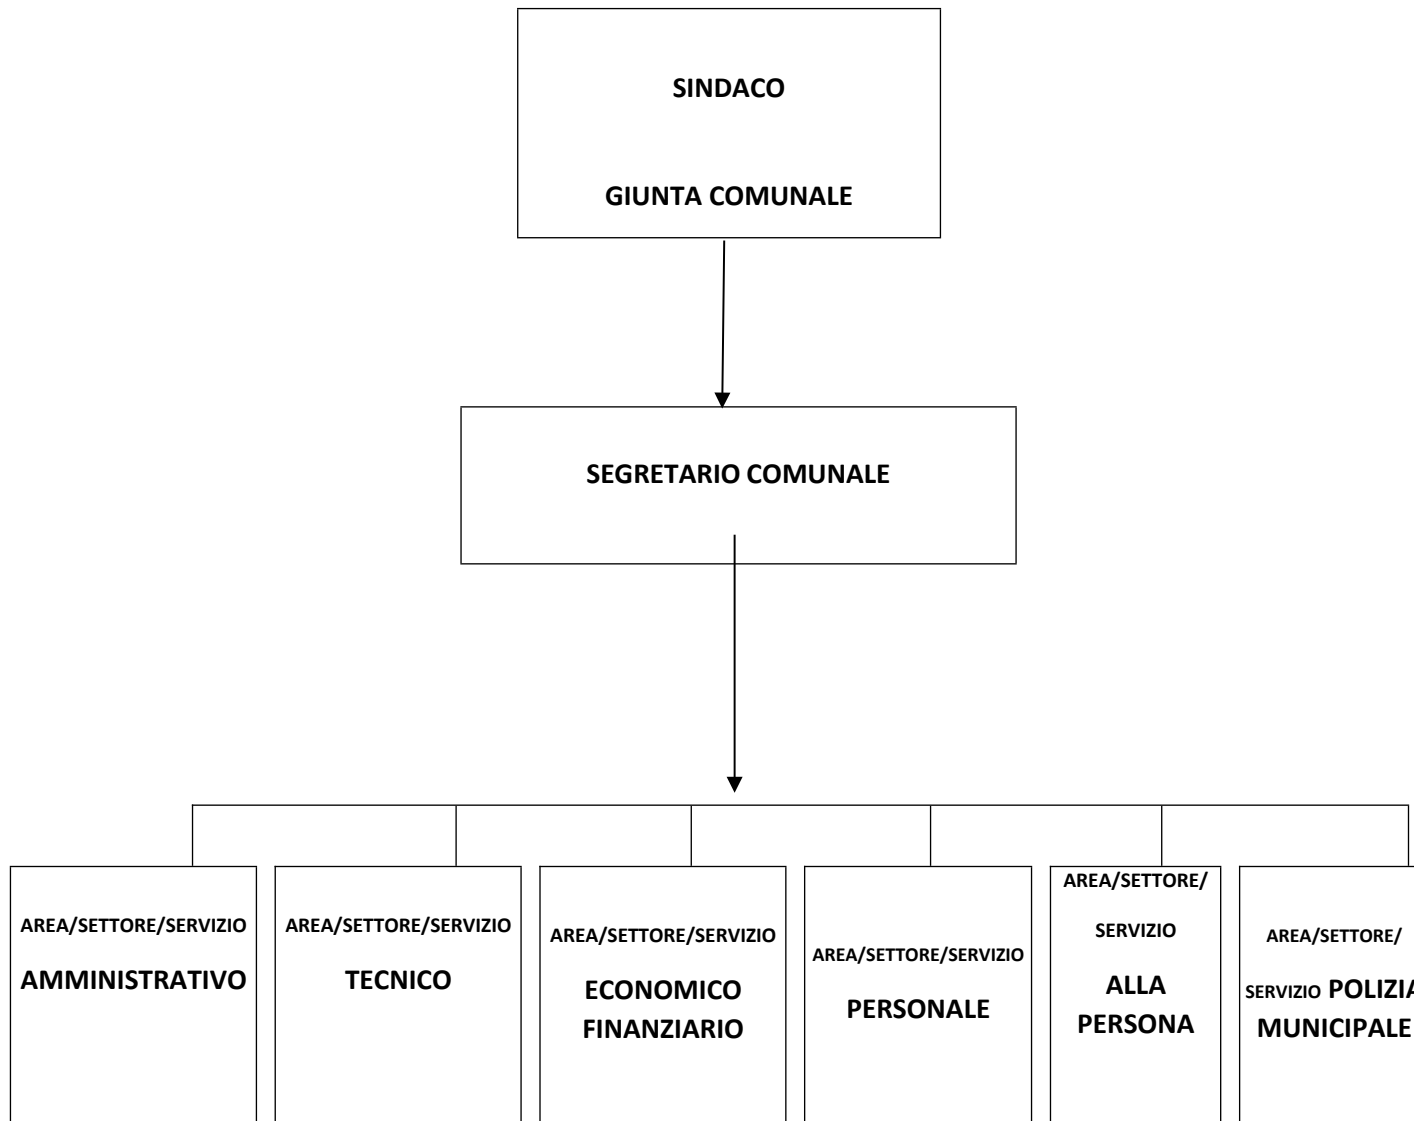 SINDACO
GIUNTA COMUNALE
SEGRETARIO COMUNALE
AREA/SETTORE/SERVIZIO
AMMINISTRATIVO
AREA/SETTORE/SERVIZIO
TECNICO
AREA/SETTORE/SERVIZIO
ECONOMICO
FINANZIARIO
AREA/SETTORE/SERVIZIO
PERSONALE
AREA/SETTORE/
SERVIZIO
ALLA
PERSONA
AREA/SETTORE/
SERVIZIO POLIZIA
MUNICIPALE